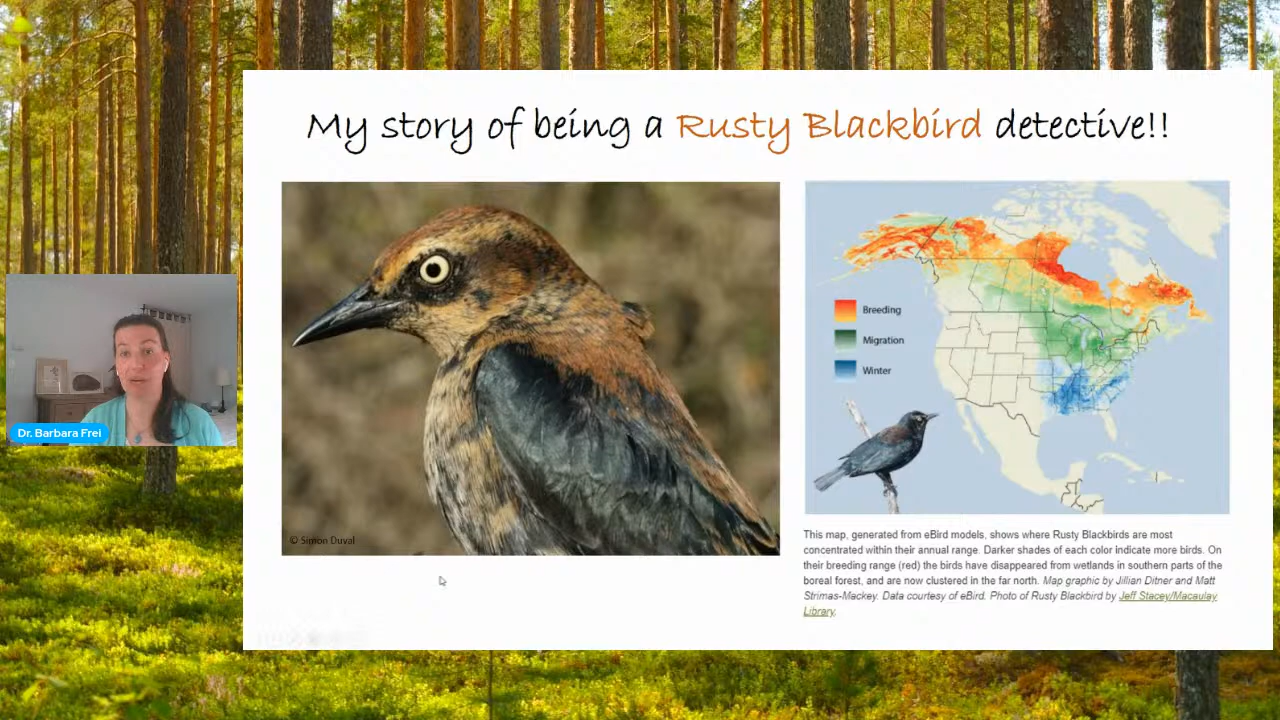 My story of being a Rusty Blackbird detective!!
Dr. Barbara Frei
© Simon Duval
Breeding
Migration
Winter
This map, generated from eBird models, shows where Rusty Blackbirds are most
concentrated within their annual range. Darker shades of each color indicate more birds. On
their breeding range (red) the birds have disappeared from wetlands in southern parts of the
boreal forest, and are now clustered in the far north. Map graphic by Jillian Ditner and Matt
Strimas-Mackey. Data courtesy of eBird. Photo of Rusty Blackbird by Jeff Stacey/Macaulay
Library.